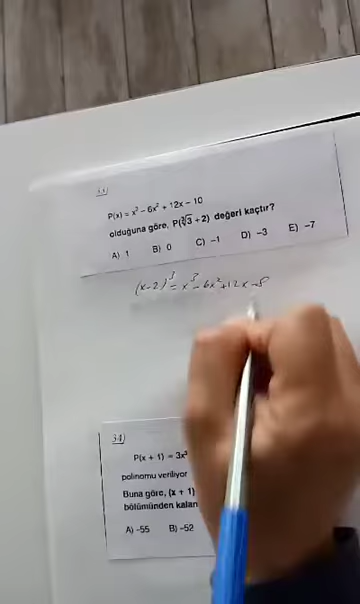 33)
P(x) = x³ - 6x² + 12x - 10
olduğuna göre, P(∛3 + 2) değeri kaçtır?
A) 1 B) 0 C) -1 D) -3 E) -7
(x-2)³ = x³ - 6x² + 12x - 8
34)
P(x + 1) = 3x³
polinomu veriliyor
Buna göre, (x + 1)
bölümünden kalan
A) -55 B) -52